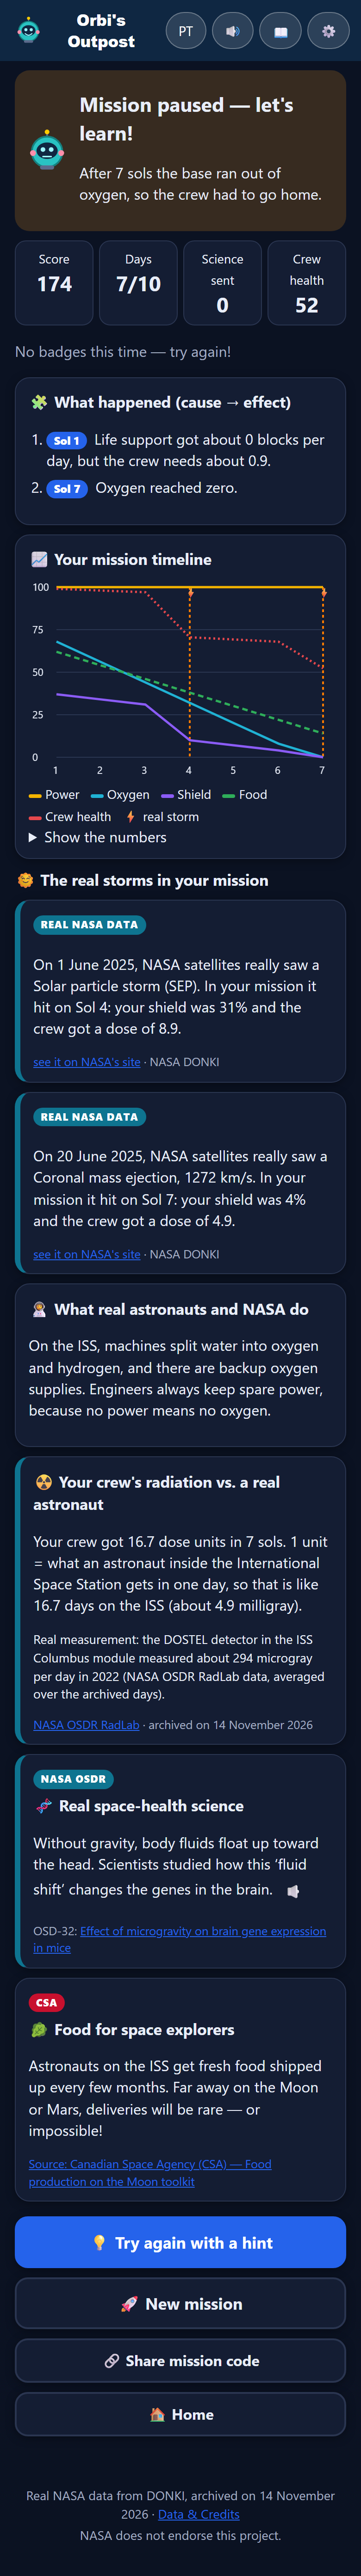 Orbi's
Outpost
PT
Mission paused — let's
learn!
After 7 sols the base ran out of
oxygen, so the crew had to go home.
Score
174
Days
7/10
Science
sent
0
Crew
health
52
No badges this time — try again!
What happened (cause → effect)
1. Sol 1 Life support got about 0 blocks per
day, but the crew needs about 0.9.
2. Sol 7 Oxygen reached zero.
Your mission timeline
100
75
50
25
0
1 2 3 4 5 6 7
Power Oxygen Shield Food
Crew health real storm
Show the numbers
The real storms in your mission
REAL NASA DATA
On 1 June 2025, NASA satellites really saw a
Solar particle storm (SEP). In your mission it
hit on Sol 4: your shield was 31% and the
crew got a dose of 8.9.
see it on NASA's site · NASA DONKI
REAL NASA DATA
On 20 June 2025, NASA satellites really saw a
Coronal mass ejection, 1272 km/s. In your
mission it hit on Sol 7: your shield was 4%
and the crew got a dose of 4.9.
see it on NASA's site · NASA DONKI
What real astronauts and NASA do
On the ISS, machines split water into oxygen
and hydrogen, and there are backup oxygen
supplies. Engineers always keep spare power,
because no power means no oxygen.
Your crew's radiation vs. a real
astronaut
Your crew got 16.7 dose units in 7 sols. 1 unit
= what an astronaut inside the International
Space Station gets in one day, so that is like
16.7 days on the ISS (about 4.9 milligray).
Real measurement: the DOSTEL detector in the ISS
Columbus module measured about 294 microgray
per day in 2022 (NASA OSDR RadLab data, averaged
over the archived days).
NASA OSDR RadLab · archived on 14 November 2026
NASA OSDR
Real space-health science
Without gravity, body fluids float up toward
the head. Scientists studied how this ‘fluid
shift’ changes the genes in the brain.
OSD-32: Effect of microgravity on brain gene expression
in mice
CSA
Food for space explorers
Astronauts on the ISS get fresh food shipped
up every few months. Far away on the Moon
or Mars, deliveries will be rare — or
impossible!
Source: Canadian Space Agency (CSA) — Food
production on the Moon toolkit
Try again with a hint
New mission
Share mission code
Home
Real NASA data from DONKI, archived on 14 November
2026 · Data & Credits
NASA does not endorse this project.